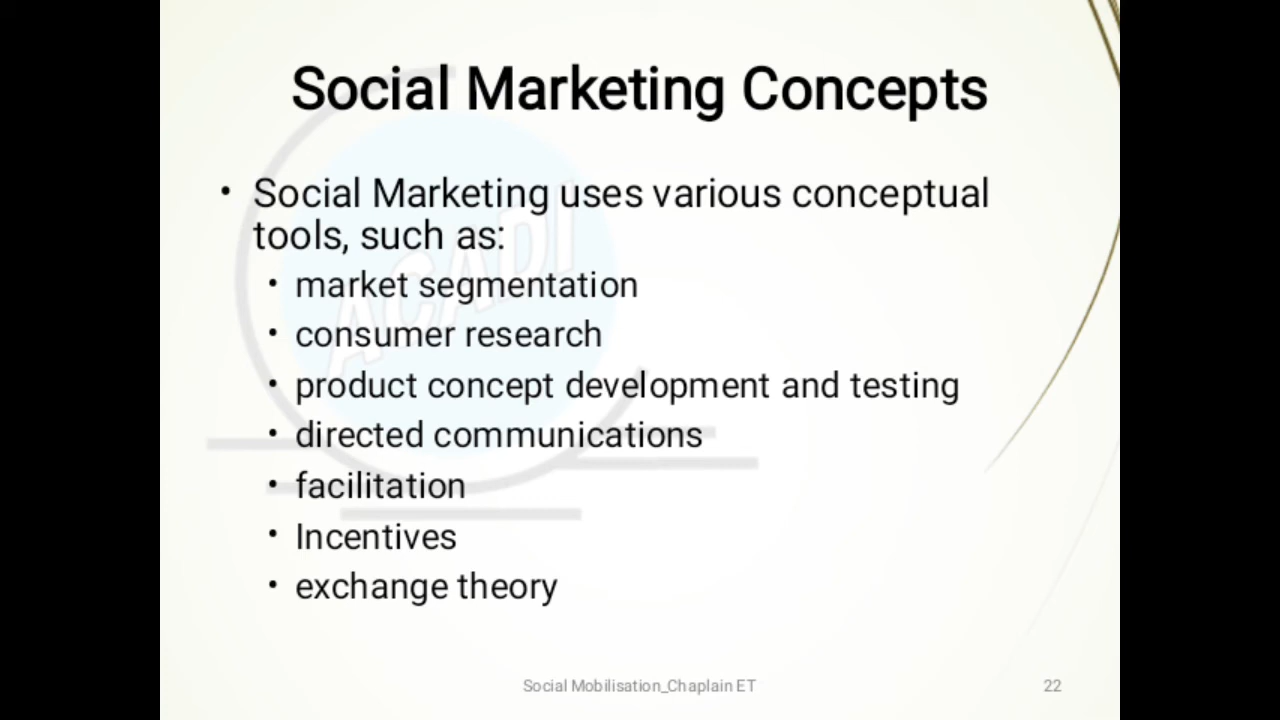 Social Marketing Concepts
• Social Marketing uses various conceptual
tools, such as:
• market segmentation
• consumer research
• product concept development and testing
• directed communications
• facilitation
• Incentives
• exchange theory
ACADI
Social Mobilisation_Chaplain ET
22